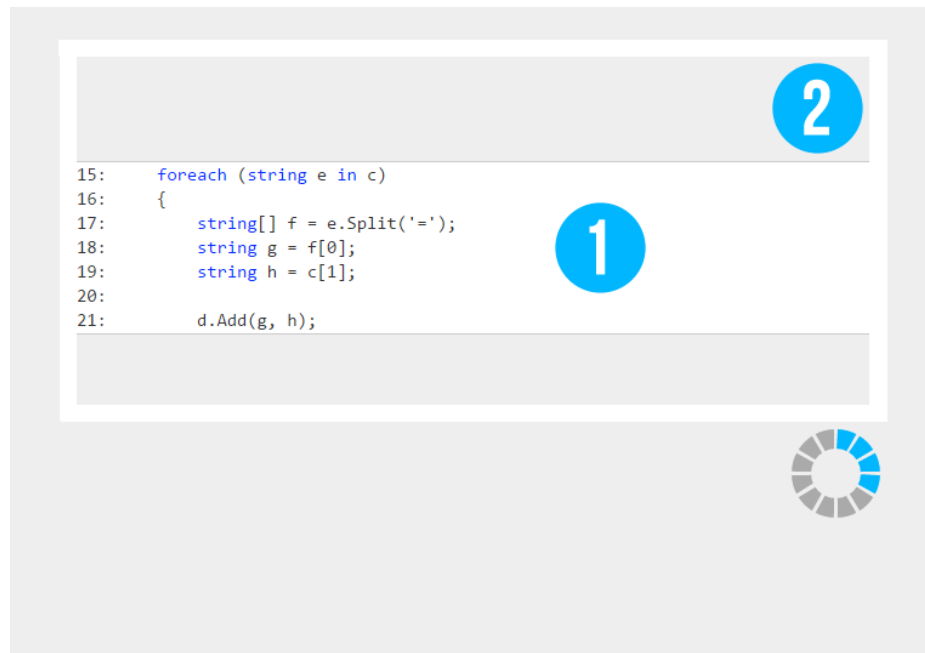 2
15: foreach (string e in c)
16: {
17: string[] f = e.Split('=');
18: string g = f[0];
19: string h = c[1];
20:
21: d.Add(g, h);
1